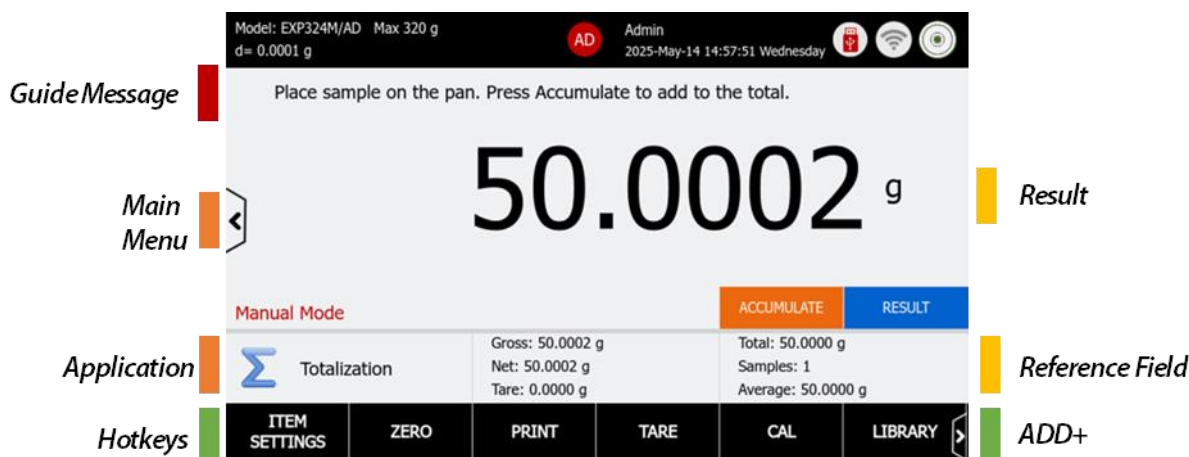 Model: EXP324M/AD Max 320 g
d= 0.0001 g
AD
Admin
2025-May-14 14:57:51 Wednesday
Guide Message
Place sample on the pan. Press Accumulate to add to the total.
50.0002 g
Main
Menu
Result
Manual Mode
ACCUMULATE
RESULT
Application
Totalization
Gross: 50.0002 g
Net: 50.0002 g
Tare: 0.0000 g
Total: 50.0000 g
Samples: 1
Average: 50.0000 g
Reference Field
Hotkeys
ITEM
SETTINGS
ZERO
PRINT
TARE
CAL
LIBRARY
ADD+